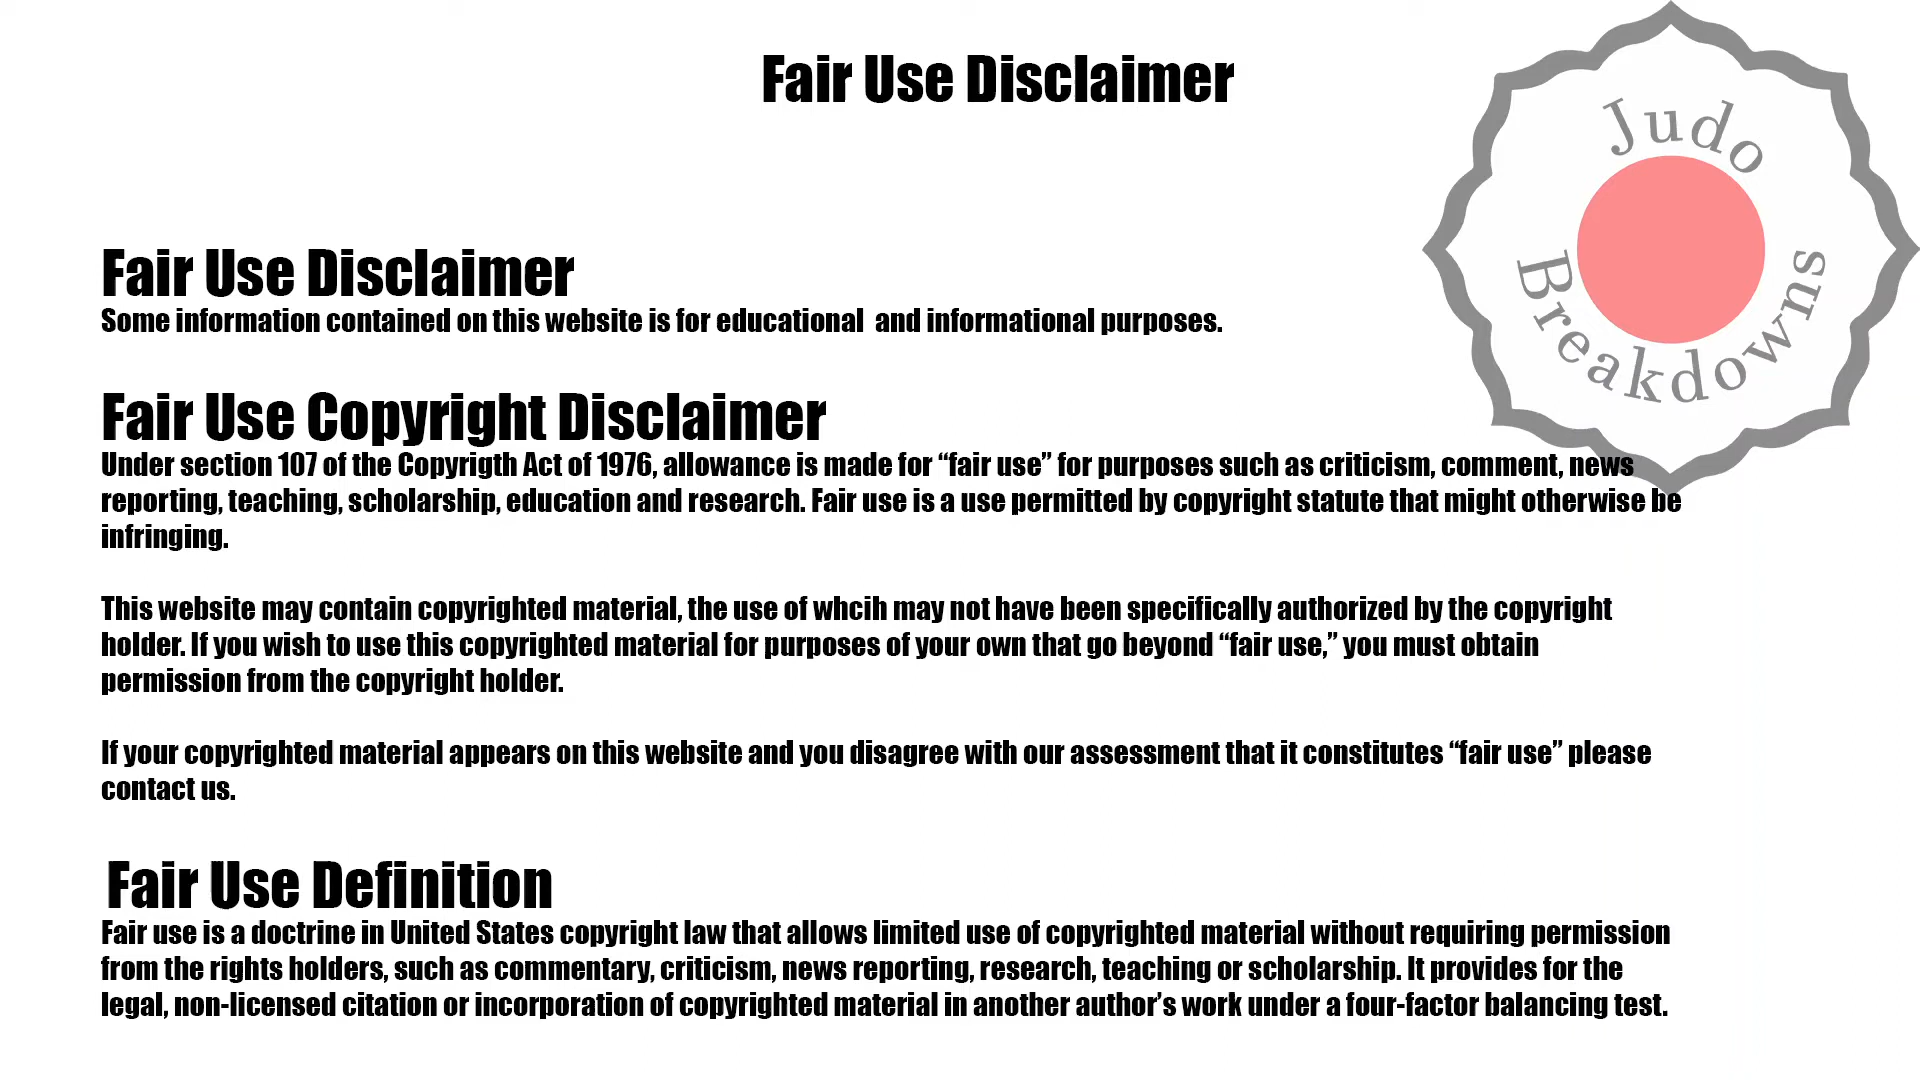 Fair Use Disclaimer
Judo
Breakdowns
Fair Use Disclaimer
Some information contained on this website is for educational  and informational purposes.
Fair Use Copyright Disclaimer
Under section 107 of the Copyrigth Act of 1976, allowance is made for “fair use” for purposes such as criticism, comment, news
reporting, teaching, scholarship, education and research. Fair use is a use permitted by copyright statute that might otherwise be
infringing.
This website may contain copyrighted material, the use of whcih may not have been specifically authorized by the copyright
holder. If you wish to use this copyrighted material for purposes of your own that go beyond “fair use,” you must obtain
permission from the copyright holder.
If your copyrighted material appears on this website and you disagree with our assessment that it constitutes “fair use” please
contact us.
Fair Use Definition
Fair use is a doctrine in United States copyright law that allows limited use of copyrighted material without requiring permission
from the rights holders, such as commentary, criticism, news reporting, research, teaching or scholarship. It provides for the
legal, non-licensed citation or incorporation of copyrighted material in another author’s work under a four-factor balancing test.